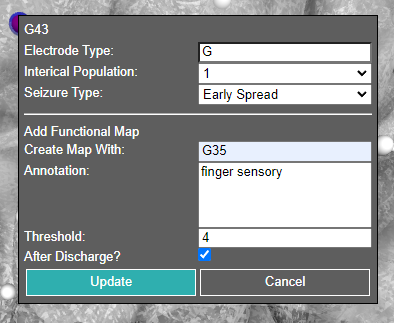 G43
Electrode Type: G
Interical Population: 1
Seizure Type: Early Spread
Add Functional Map
Create Map With: G35
Annotation: finger sensory
Threshold: 4
After Discharge?
Update Cancel